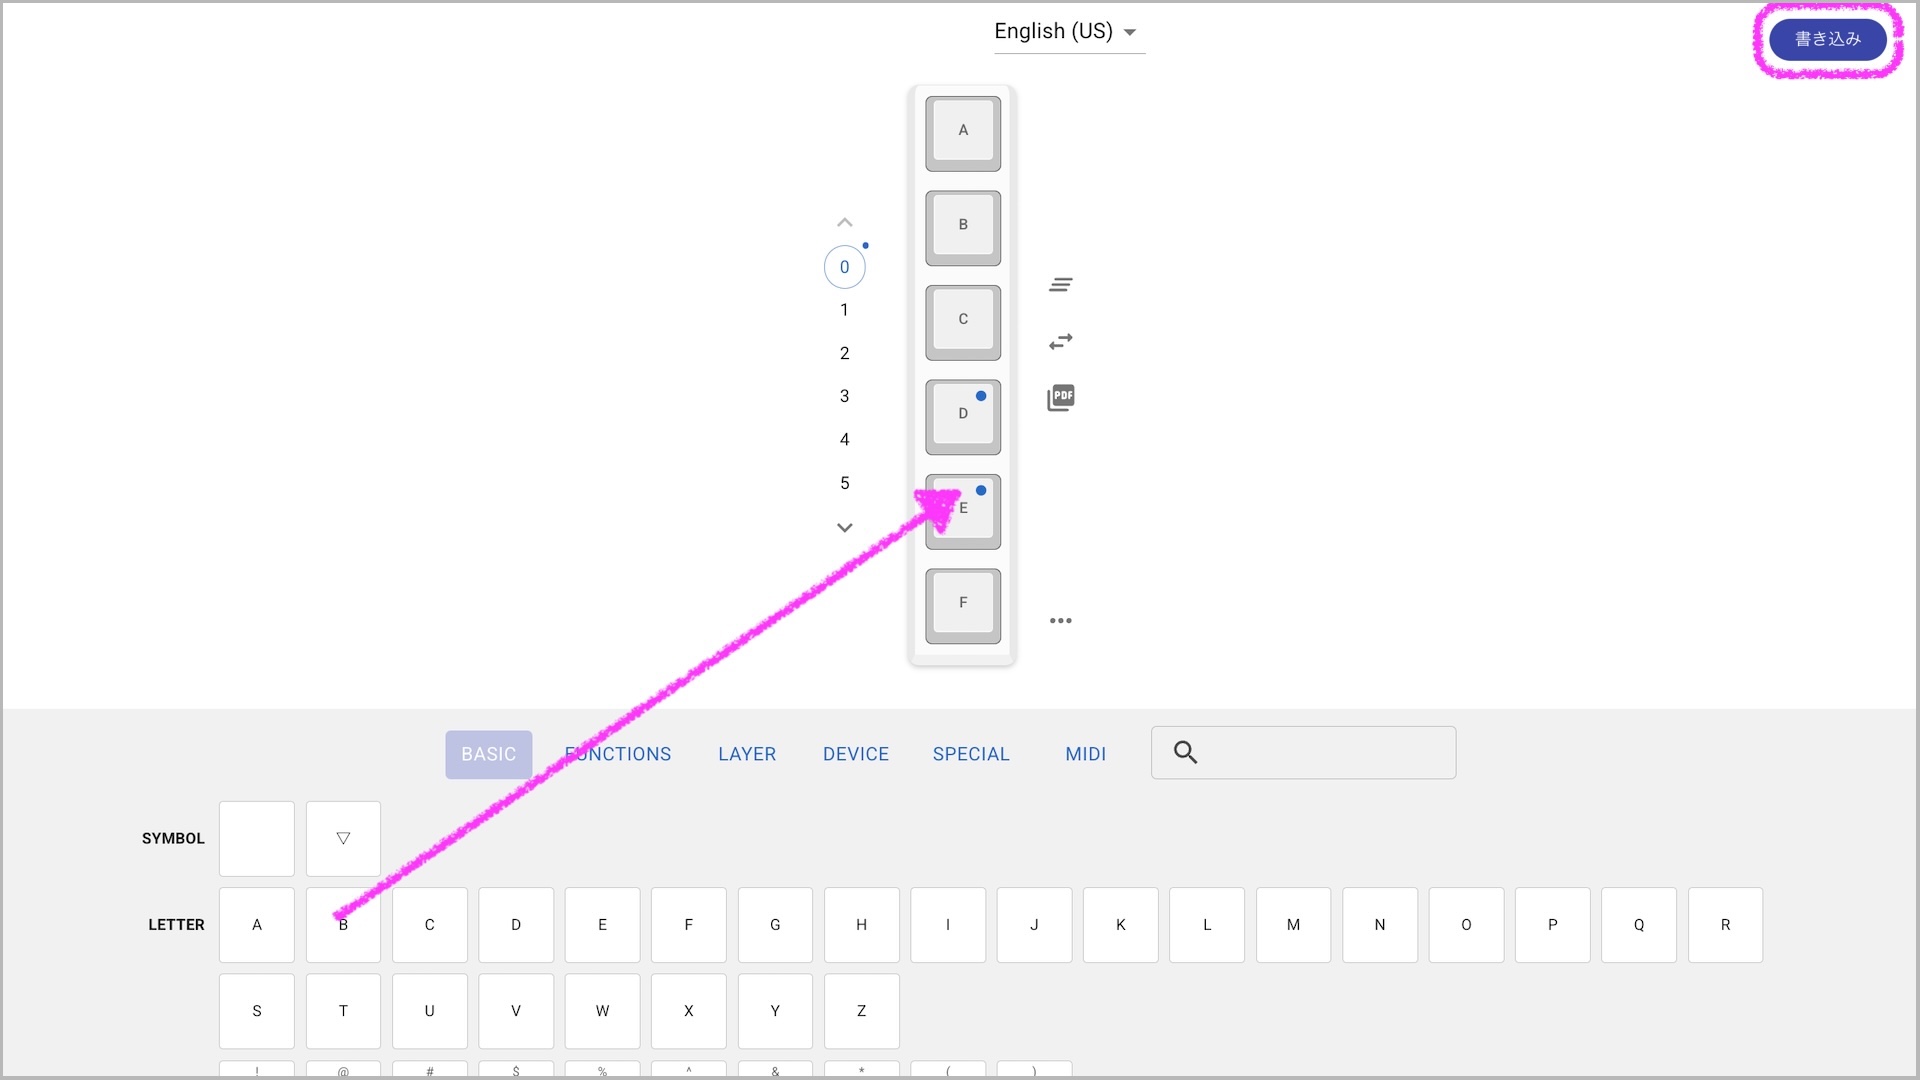 English (US)
書き込み
A
B
0
1
C
2
3
PDF
D
4
5
E
F
BASIC FUNCTIONS LAYER DEVICE SPECIAL MIDI
SYMBOL ▽
LETTER A B C D E F G H I J K L M N O P Q R
S T U V W X Y Z
! @ # $ % ^ & * ( )